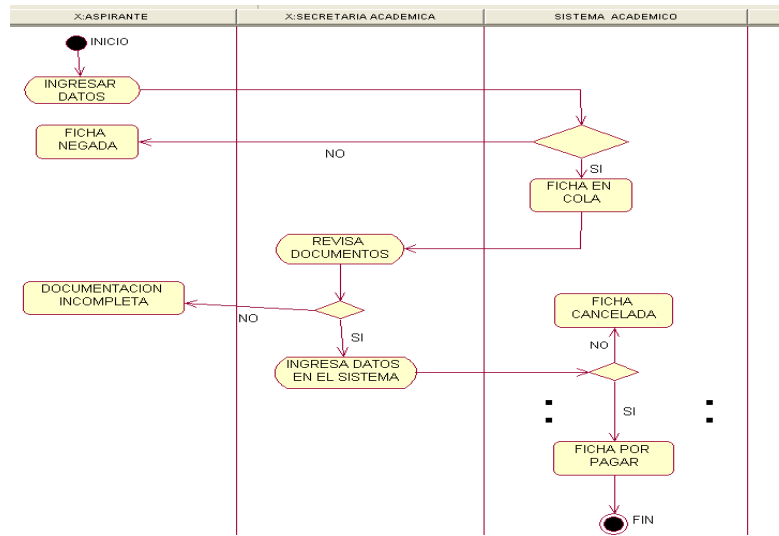 X:ASPIRANTE
X:SECRETARIA ACADEMICA
SISTEMA ACADEMICO
INICIO
INGRESAR
DATOS
FICHA
NEGADA
NO
SI
FICHA EN
COLA
REVISA
DOCUMENTOS
DOCUMENTACION
INCOMPLETA
NO
SI
FICHA
CANCELADA
NO
INGRESA DATOS
EN EL SISTEMA
SI
FICHA POR
PAGAR
FIN